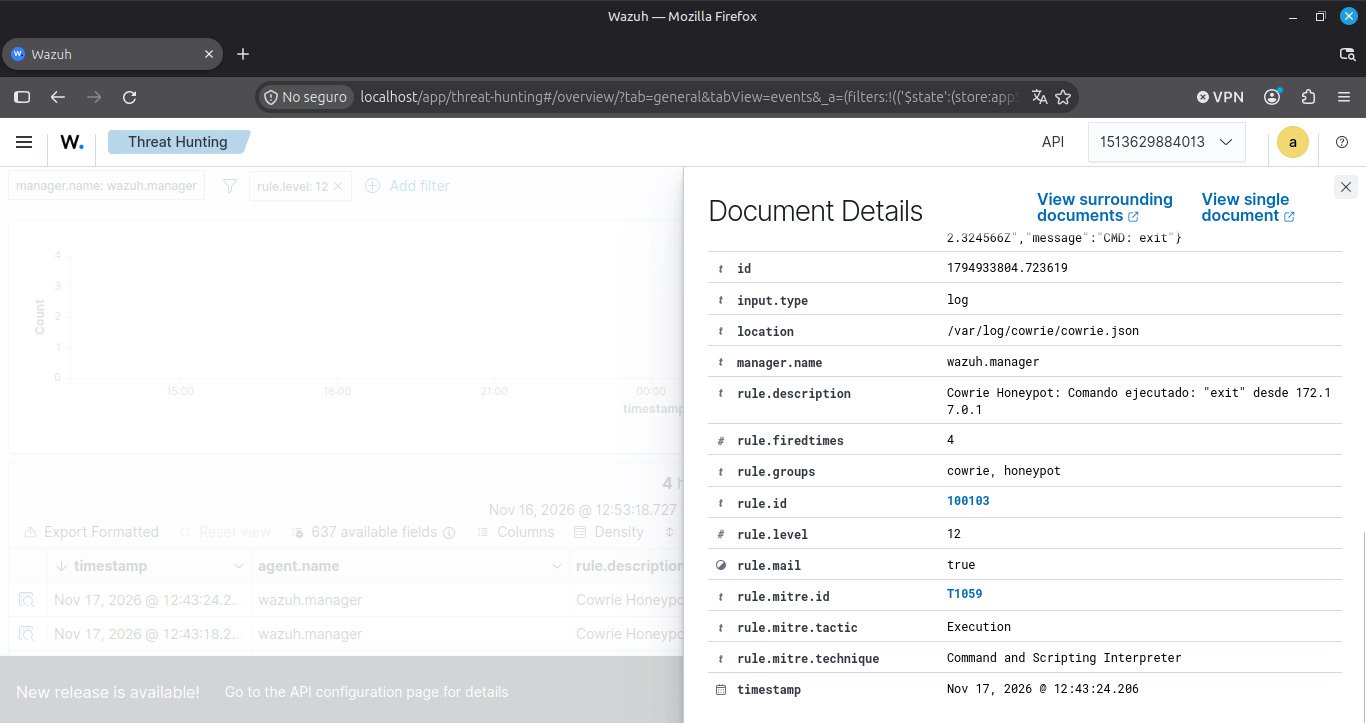 Wazuh — Mozilla Firefox
Wazuh
No seguro
localhost/app/threat-hunting#/overview/?tab=general&tabView=events&_a=(filters:!(('$state':(store:app
VPN
W.
Threat Hunting
API
1513629884013
a
manager.name: wazuh.manager
rule.level: 12
Add filter
4
3
2
1
0
Count
15:00
18:00
21:00
00:00
timestamp
4
Nov 16, 2026 @ 12:53:18.727 -
Export Formatted
Reset view
637 available fields
Columns
Density
timestamp
agent.name
rule.description
Nov 17, 2026 @ 12:43:24.2...
wazuh.manager
Cowrie Honeypo
Nov 17, 2026 @ 12:43:18.2...
wazuh.manager
Cowrie Honeypo
New release is available!
Go to the API configuration page for details
Document Details
View surrounding
documents
View single
document
2.324566Z","message":"CMD: exit"}
t id 1794933804.723619
t input.type log
t location /var/log/cowrie/cowrie.json
t manager.name wazuh.manager
t rule.description Cowrie Honeypot: Comando ejecutado: "exit" desde 172.1
7.0.1
# rule.firedtimes 4
t rule.groups cowrie, honeypot
t rule.id 100103
# rule.level 12
rule.mail true
t rule.mitre.id T1059
t rule.mitre.tactic Execution
t rule.mitre.technique Command and Scripting Interpreter
timestamp Nov 17, 2026 @ 12:43:24.206